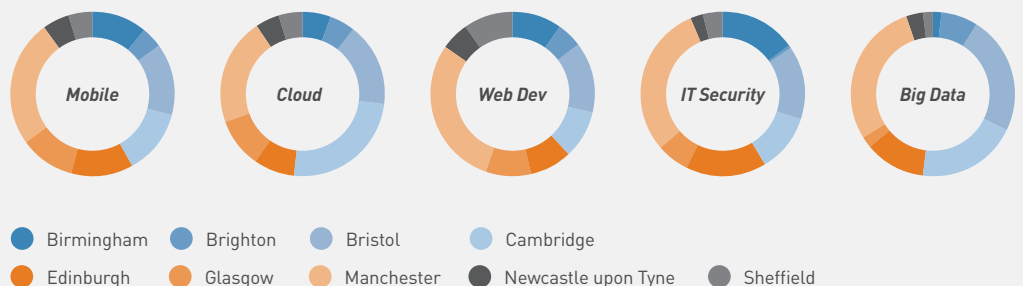 Mobile Cloud Web Dev IT Security Big Data
Birmingham Brighton Bristol Cambridge
Edinburgh Glasgow Manchester Newcastle upon Tyne Sheffield